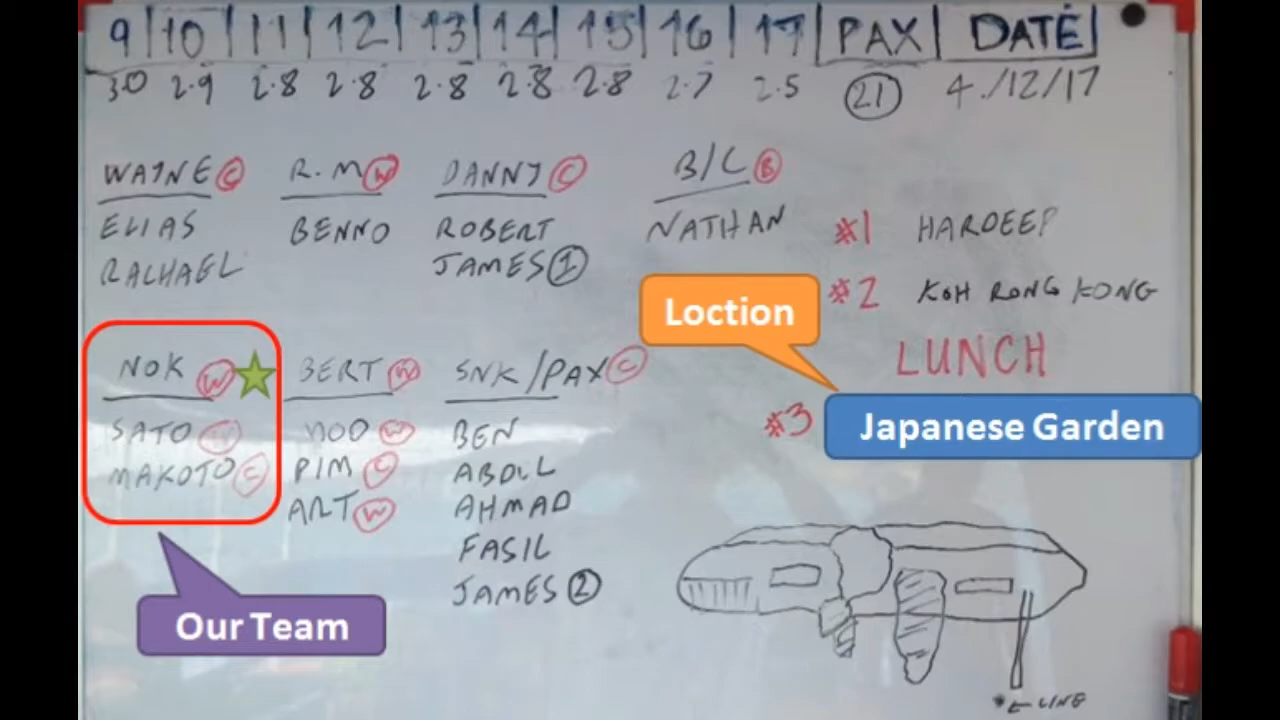 9 10 11 12 13 14 15 16 17 PAX DATE
3.0 2.9 2.8 2.8 2.8 2.8 2.8 2.7 2.5 21 4./12/17
WAYNE C R.M W DANNY C B/C B
ELIAS BENNO ROBERT NATHAN
RACHAEL JAMES 1
#1 HARDEEP
#2 KOH RONG KONG
Loction
LUNCH
#3 Japanese Garden
NOK W BERT W SNK/PAX C
SATO NOD W BEN
MAKOTO C PIM C ABDUL
ART W AHMAD
FASIL
JAMES 2
Our Team
* ← LINE